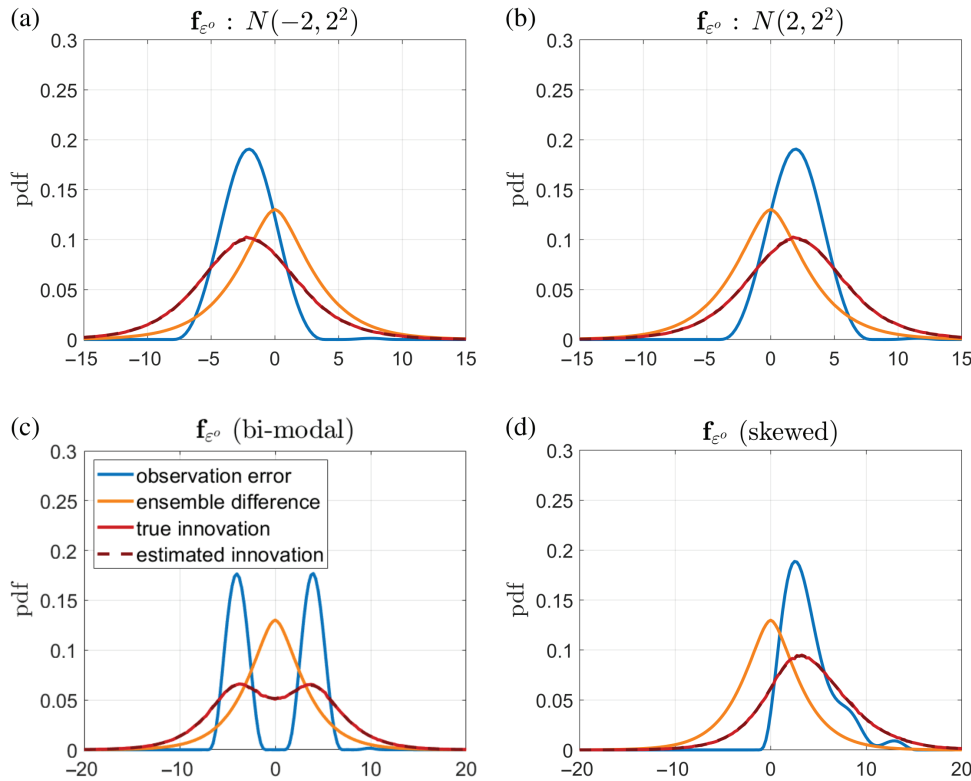 (a)
𝐟_{ε^o} : N(−2, 2²)
0.3
0.25
0.2
0.15
0.1
0.05
0
pdf
−15 −10 −5 0 5 10 15
(b)
𝐟_{ε^o} : N(2, 2²)
0.3
0.25
0.2
0.15
0.1
0.05
0
pdf
−15 −10 −5 0 5 10 15
(c)
𝐟_{ε^o} (bi-modal)
0.3
0.25
0.2
0.15
0.1
0.05
0
pdf
observation error
ensemble difference
true innovation
estimated innovation
−20 −10 0 10 20
(d)
𝐟_{ε^o} (skewed)
0.3
0.25
0.2
0.15
0.1
0.05
0
pdf
−20 −10 0 10 20